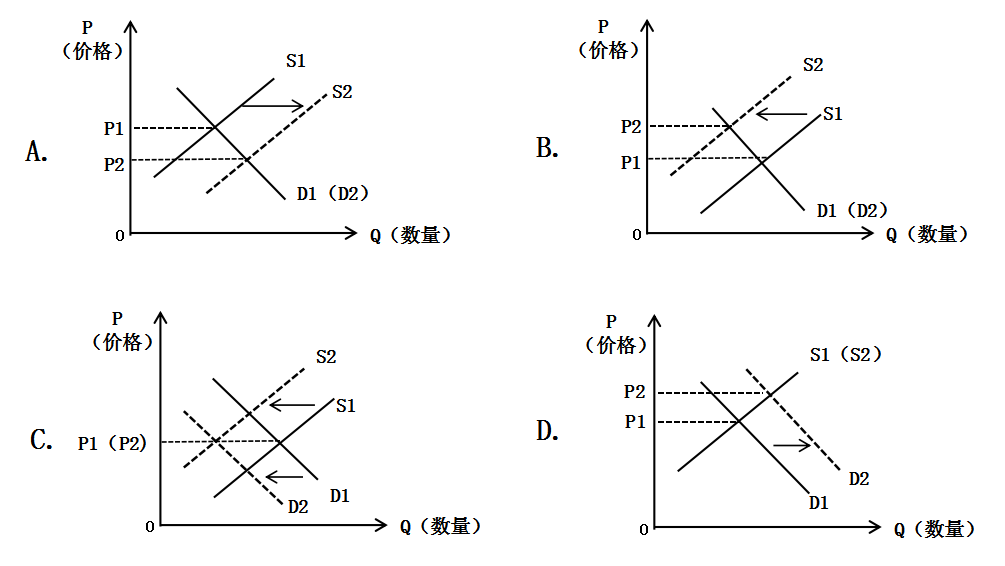 A.
P
（价格）
S1
S2
P1
P2
D1（D2）
0
Q（数量）
B.
P
（价格）
S2
S1
P2
P1
D1（D2）
0
Q（数量）
C.
P
（价格）
S2
S1
P1（P2）
D1
D2
0
Q（数量）
D.
P
（价格）
S1（S2）
P2
P1
D2
D1
0
Q（数量）